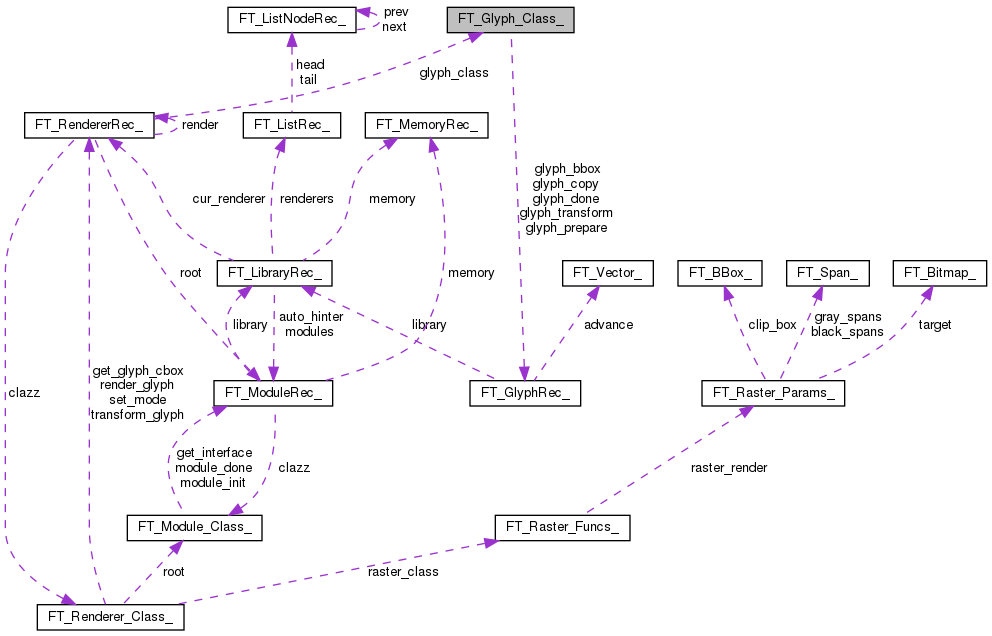 FT_ListNodeRec_
prev
next
FT_Glyph_Class_
head
tail
glyph_class
FT_RendererRec_
render
FT_ListRec_
FT_MemoryRec_
glyph_bbox
glyph_copy
glyph_done
glyph_transform
glyph_prepare
cur_renderer
renderers
memory
root
FT_LibraryRec_
memory
FT_Vector_
FT_BBox_
FT_Span_
FT_Bitmap_
library
auto_hinter
modules
library
advance
clip_box
gray_spans
black_spans
target
clazz
get_glyph_cbox
render_glyph
set_mode
transform_glyph
FT_ModuleRec_
FT_GlyphRec_
FT_Raster_Params_
get_interface
module_done
module_init
clazz
raster_render
FT_Module_Class_
FT_Raster_Funcs_
root
raster_class
FT_Renderer_Class_